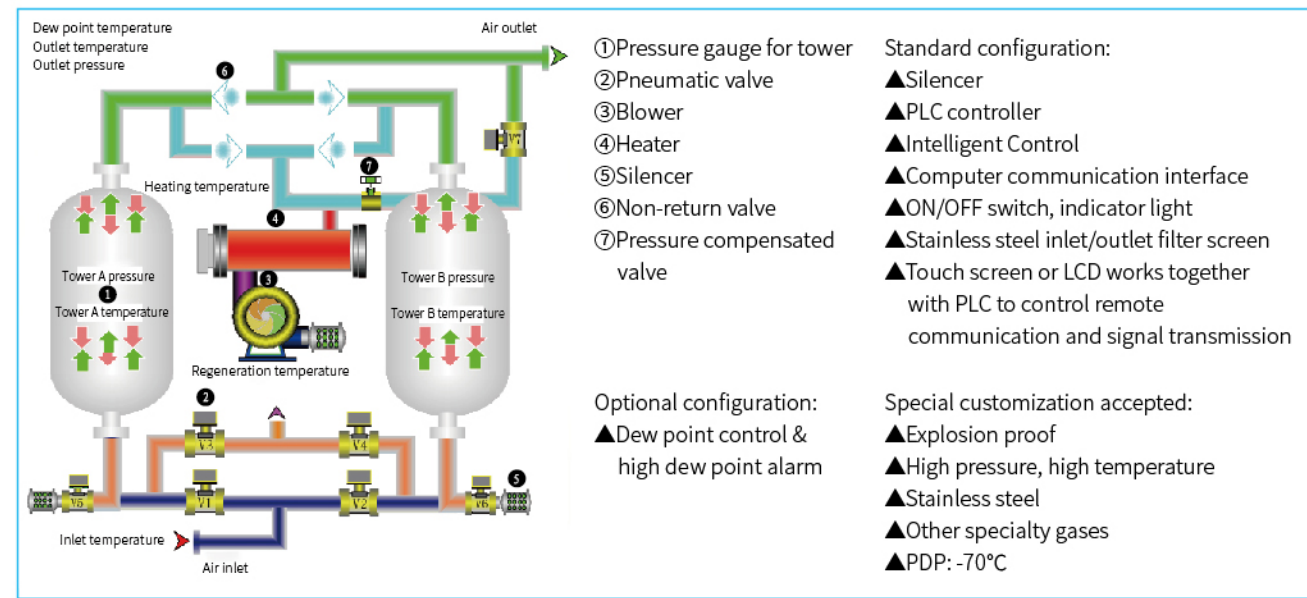 Dew point temperature
Outlet temperature
Outlet pressure
Air outlet
6
V7
7
Heating temperature
4
Tower A pressure
1
Tower A temperature
3
Tower B pressure
Tower B temperature
Regeneration temperature
2
V3
V4
5
V5
V1
V2
V6
Inlet temperature
Air inlet
①Pressure gauge for tower
②Pneumatic valve
③Blower
④Heater
⑤Silencer
⑥Non-return valve
⑦Pressure compensated
valve
Standard configuration:
▲Silencer
▲PLC controller
▲Intelligent Control
▲Computer communication interface
▲ON/OFF switch, indicator light
▲Stainless steel inlet/outlet filter screen
▲Touch screen or LCD works together
with PLC to control remote
communication and signal transmission
Optional configuration:
▲Dew point control &
high dew point alarm
Special customization accepted:
▲Explosion proof
▲High pressure, high temperature
▲Stainless steel
▲Other specialty gases
▲PDP: -70℃